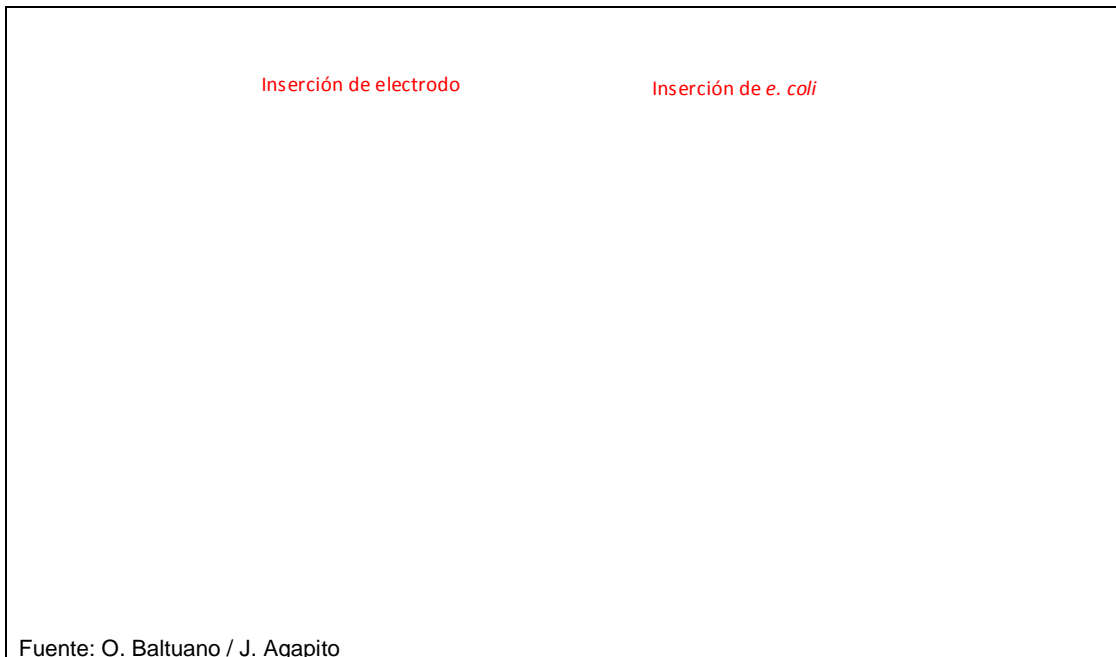 Inserción de electrodo
Inserción de e. coli
Fuente: O. Baltuano / J. Agapito